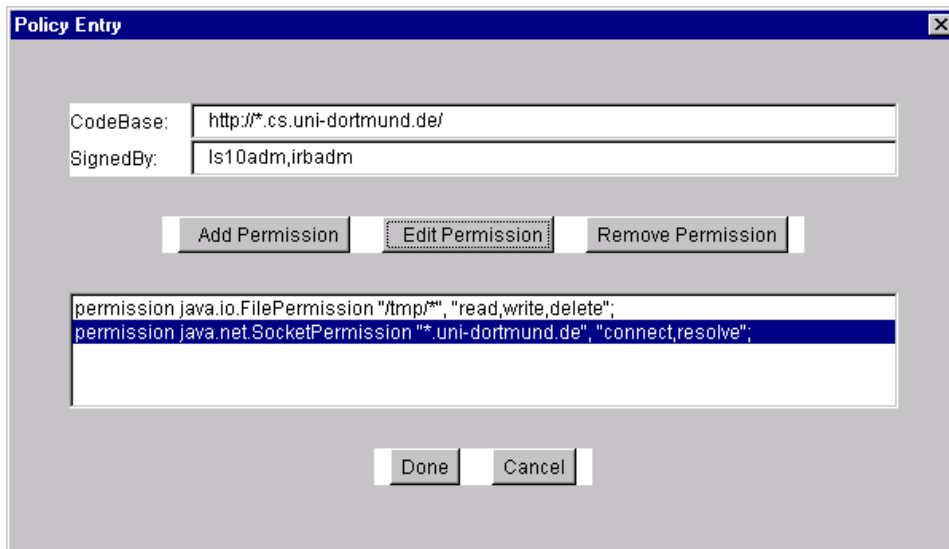 Policy Entry
CodeBase: http://*.cs.uni-dortmund.de/
SignedBy: ls10adm,irbadm
Add Permission Edit Permission Remove Permission
permission java.io.FilePermission "/tmp/*", "read,write,delete";
permission java.net.SocketPermission "*.uni-dortmund.de", "connect,resolve";
Done Cancel